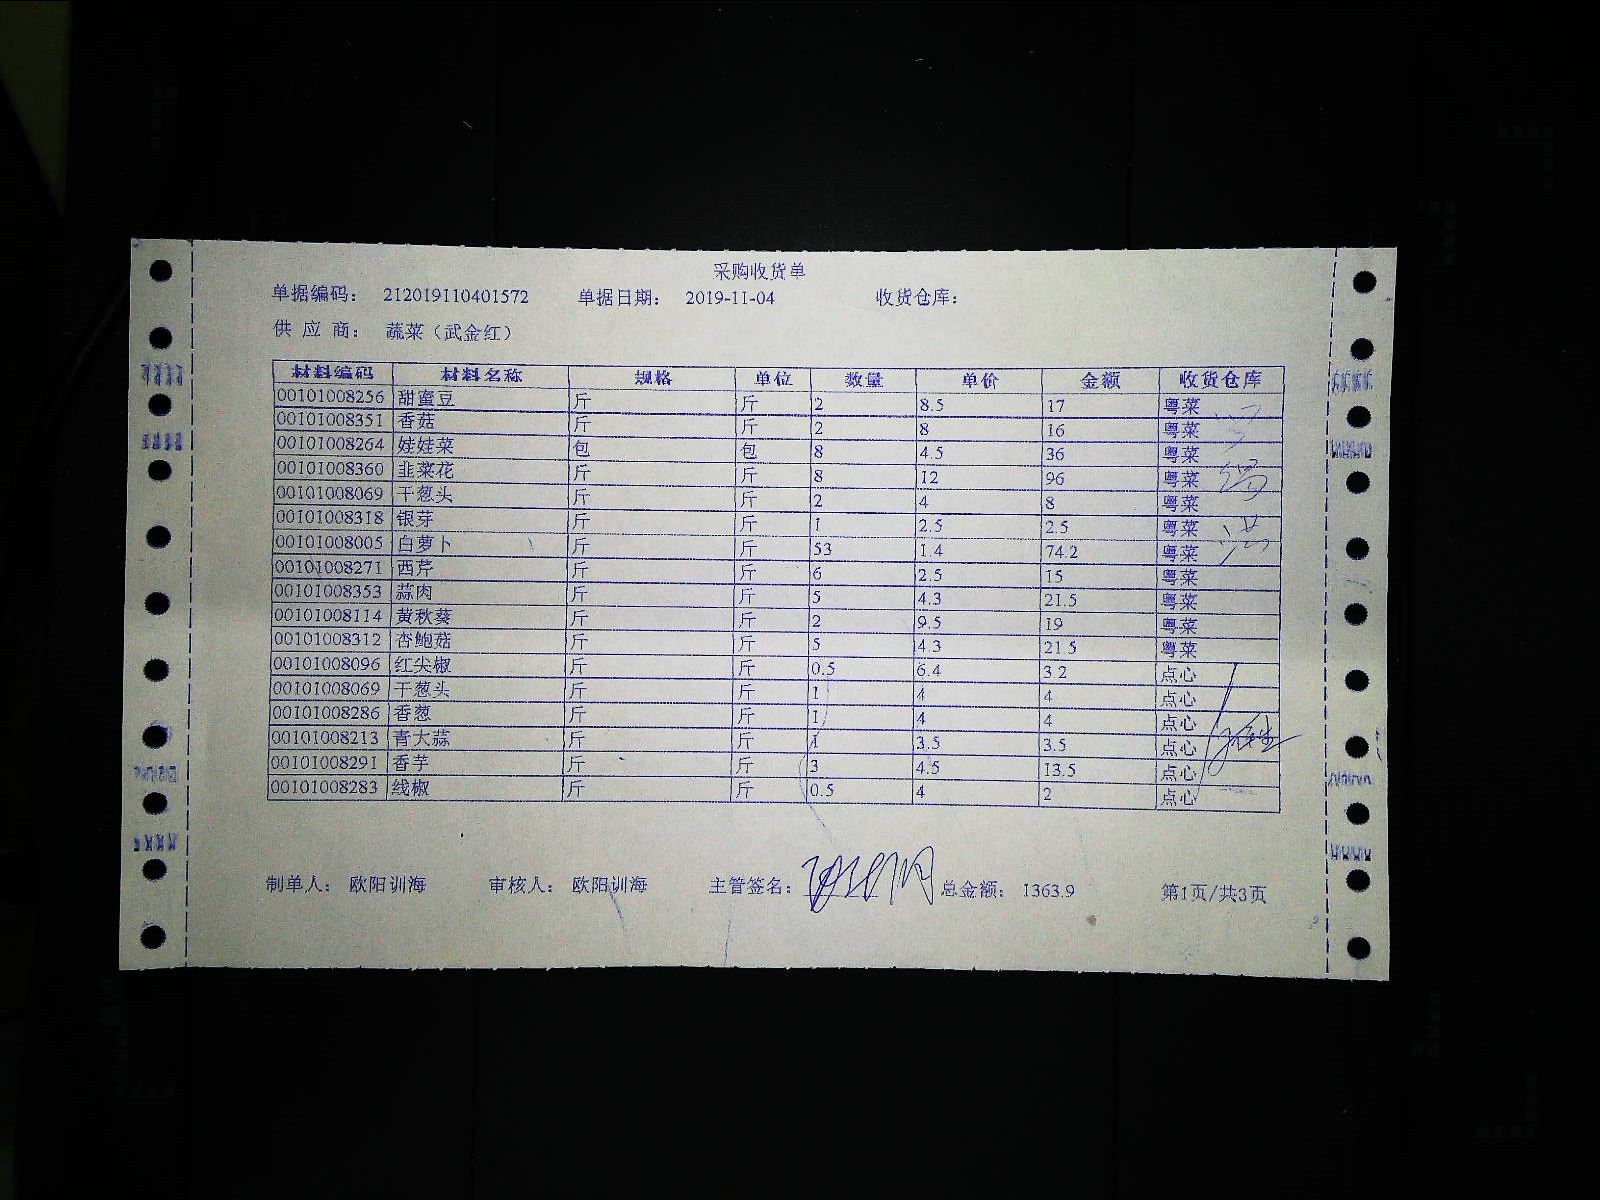 采购收货单
单据编码： 212019110401572 单据日期： 2019-11-04 收货仓库：
供 应 商： 蔬菜（武金红）
材料编码 材料名称 规格 单位 数量 单价 金额 收货仓库
00101008256 甜蜜豆 斤 斤 2 8.5 17 粤菜
00101008351 香菇 斤 斤 2 8 16 粤菜
00101008264 娃娃菜 包 包 8 4.5 36 粤菜
00101008360 韭菜花 斤 斤 8 12 96 粤菜
00101008069 干葱头 斤 斤 2 4 8 粤菜
00101008318 银芽 斤 斤 1 2.5 2.5 粤菜
00101008005 白萝卜 斤 斤 53 1.4 74.2 粤菜
00101008271 西芹 斤 斤 6 2.5 15 粤菜
00101008353 蒜肉 斤 斤 5 4.3 21.5 粤菜
00101008114 黄秋葵 斤 斤 2 9.5 19 粤菜
00101008312 杏鲍菇 斤 斤 5 4.3 21.5 粤菜
00101008096 红尖椒 斤 斤 0.5 6.4 3.2 点心
00101008069 干葱头 斤 斤 1 4 4 点心
00101008286 香葱 斤 斤 1 4 4 点心
00101008213 青大蒜 斤 斤 1 3.5 3.5 点心
00101008291 香芋 斤 斤 3 4.5 13.5 点心
00101008283 线椒 斤 斤 0.5 4 2 点心
制单人： 欧阳训海 审核人： 欧阳训海 主管签名： 总金额： 1363.9 第1页/共3页